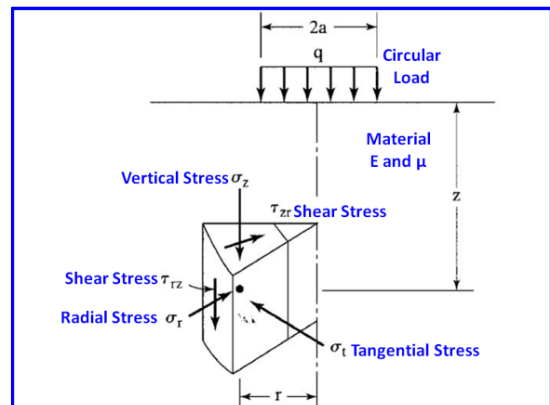 2a
q
Circular
Load
Material
E and μ
z
Vertical Stress σz
τzr Shear Stress
Shear Stress τrz
Radial Stress σr
σt Tangential Stress
r